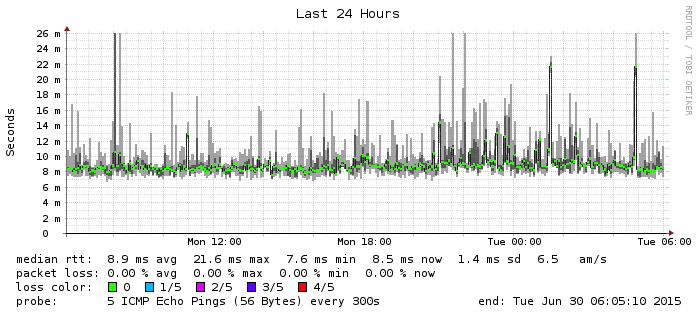 Last 24 Hours
RRDTOOL / TOBI OETIKER
Seconds
26 m
24 m
22 m
20 m
18 m
16 m
14 m
12 m
10 m
8 m
6 m
4 m
2 m
0
Mon 12:00 Mon 18:00 Tue 00:00 Tue 06:00
median rtt: 8.9 ms avg 21.6 ms max 7.6 ms min 8.5 ms now 1.4 ms sd 6.5 am/s
packet loss: 0.00 % avg 0.00 % max 0.00 % min 0.00 % now
loss color: 0 1/5 2/5 3/5 4/5
probe: 5 ICMP Echo Pings (56 Bytes) every 300s end: Tue Jun 30 06:05:10 2015